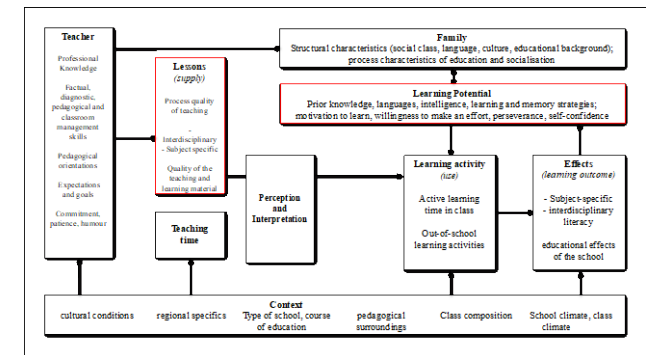 Teacher
Professional
Knowledge
Factual,
diagnostic,
pedagogical and
classroom
management
skills
Pedagogical
orientations
Expectations
and goals
Commitment,
patience, humour
Lessons
(supply)
Process quality
of teaching
-
Interdisciplinary
- Subject specific
Quality of the
teaching and
learning material
Teaching
time
Perception
and
Interpretation
Family
Structural characteristics (social class, language, culture, educational background);
process characteristics of education and socialisation
Learning Potential
Prior knowledge, languages, intelligence, learning and memory strategies;
motivation to learn, willingness to make an effort, perseverance, self-confidence
Learning activity
(use)
Active learning
time in class
Out-of-school
learning activities
Effects
(learning outcome)
- Subject-specific
- interdisciplinary
literacy
educational effects
of the school
Context
cultural conditions
regional specifics
Type of school, course
of education
pedagogical
surroundings
Class composition
School climate, class
climate